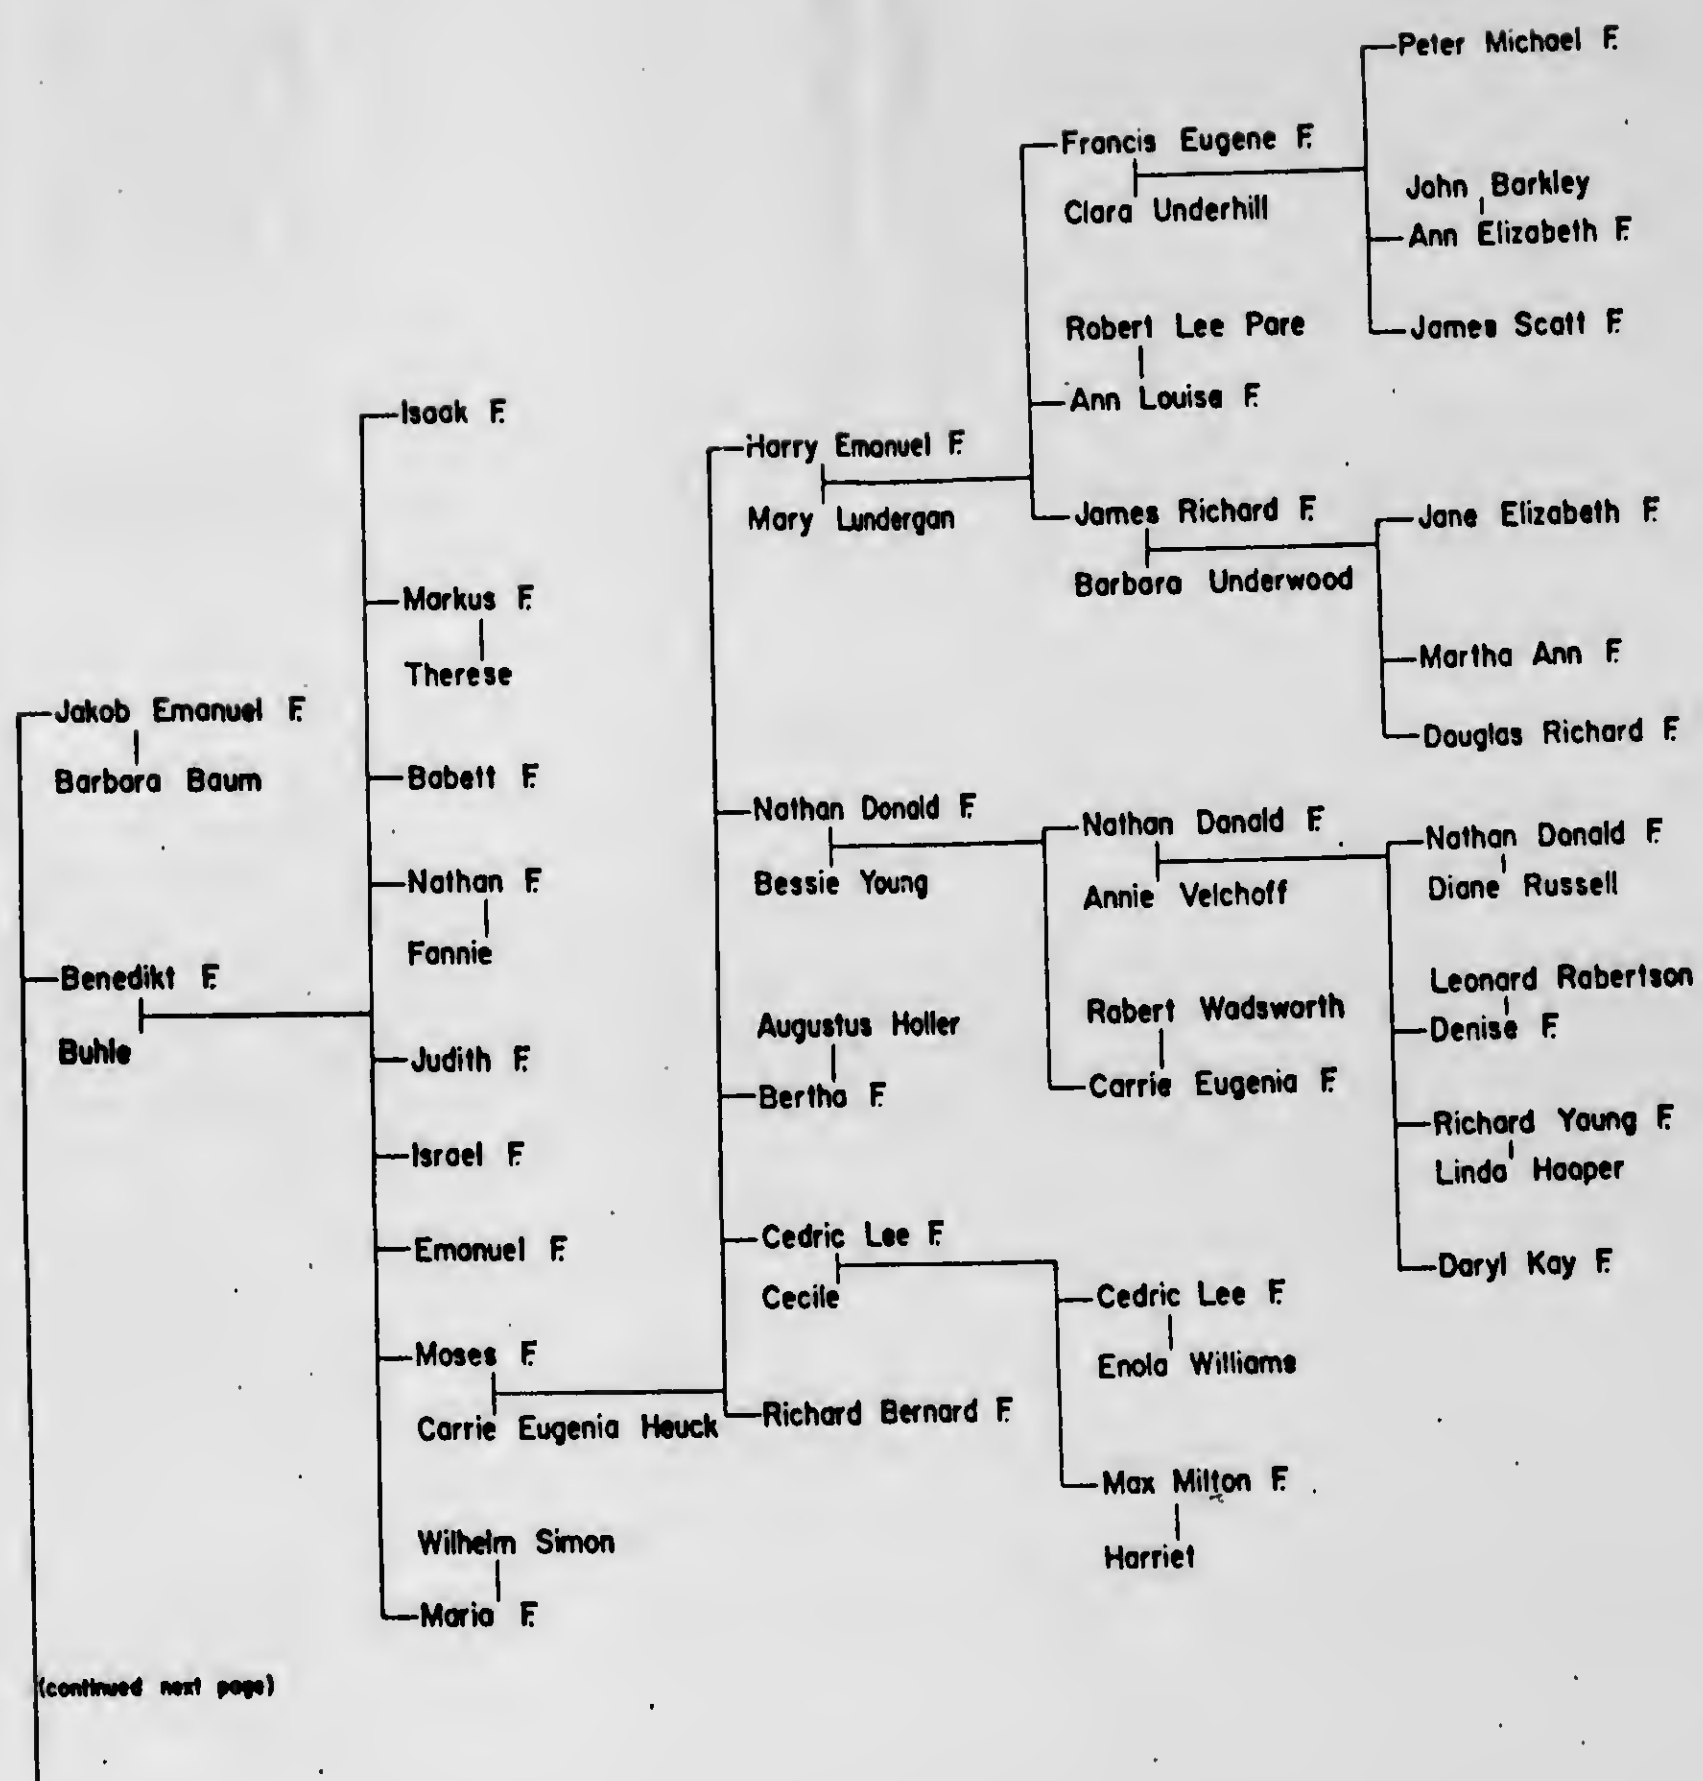 Jakob Emanuel F.
Barbara Baum
Benedikt F.
Buhle
(continued next page)
Isaak F.
Markus F.
Therese
Babett F.
Nathan F.
Fannie
Judith F.
Israel F.
Emanuel F.
Moses F.
Carrie Eugenia Heuck
Wilhelm Simon
Maria F.
Harry Emanuel F.
Mary Lundergan
Nathan Donald F.
Bessie Young
Augustus Holler
Bertha F.
Cedric Lee F.
Cecile
Richard Bernard F.
Francis Eugene F.
Clara Underhill
Robert Lee Pare
Ann Louise F.
James Richard F.
Barbara Underwood
Nathan Donald F.
Annie Velchoff
Robert Wadsworth
Carrie Eugenia F.
Cedric Lee F.
Enola Williams
Max Milton F.
Harriet
Peter Michael F.
John Barkley
Ann Elizabeth F.
James Scott F.
Jane Elizabeth F.
Martha Ann F.
Douglas Richard F.
Nathan Donald F.
Diane Russell
Leonard Robertson
Denise F.
Richard Young F.
Linda Hooper
Daryl Kay F.